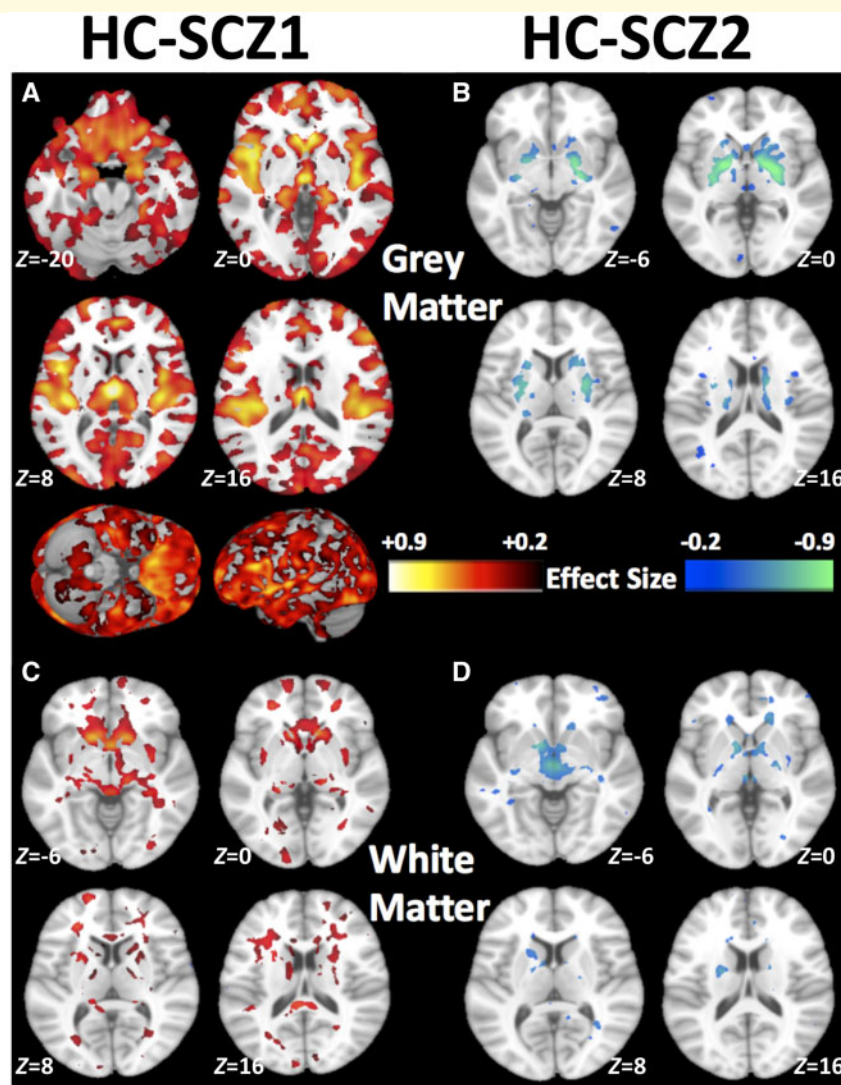 HC-SCZ1 HC-SCZ2
A B
Z=-20 Z=0 Z=-6 Z=0
Grey
Matter
Z=8 Z=16 Z=8 Z=16
+0.9 +0.2 -0.2 -0.9
Effect Size
C D
Z=-6 Z=0 Z=-6 Z=0
White
Matter
Z=8 Z=16 Z=8 Z=16